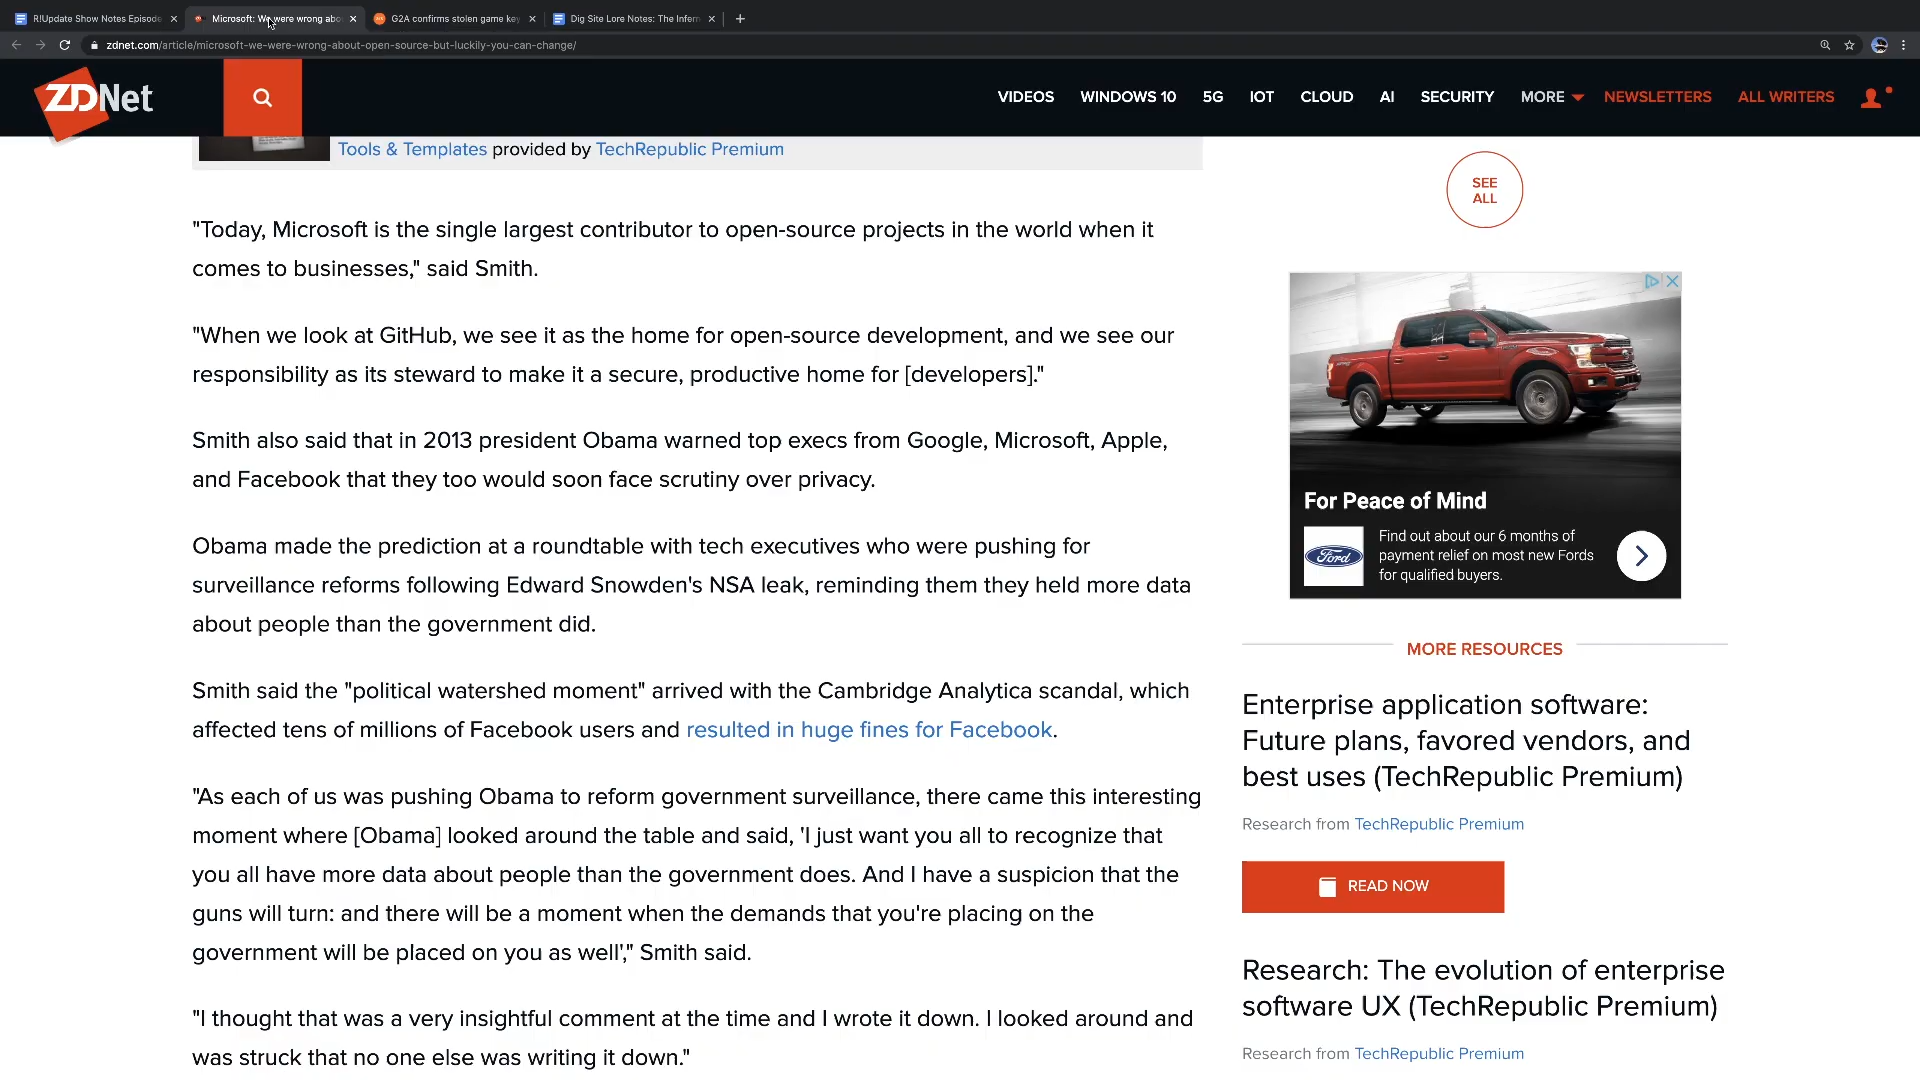 R!Update Show Notes Episode
Microsoft: We were wrong abo
G2A confirms stolen game key
Dig Site Lore Notes: The Infern
zdnet.com/article/microsoft-we-were-wrong-about-open-source-but-luckily-you-can-change/
ZDNet
VIDEOS WINDOWS 10 5G IOT CLOUD AI SECURITY MORE NEWSLETTERS ALL WRITERS
Tools & Templates provided by TechRepublic Premium
"Today, Microsoft is the single largest contributor to open-source projects in the world when it
comes to businesses," said Smith.
"When we look at GitHub, we see it as the home for open-source development, and we see our
responsibility as its steward to make it a secure, productive home for [developers]."
Smith also said that in 2013 president Obama warned top execs from Google, Microsoft, Apple,
and Facebook that they too would soon face scrutiny over privacy.
Obama made the prediction at a roundtable with tech executives who were pushing for
surveillance reforms following Edward Snowden's NSA leak, reminding them they held more data
about people than the government did.
Smith said the "political watershed moment" arrived with the Cambridge Analytica scandal, which
affected tens of millions of Facebook users and resulted in huge fines for Facebook.
"As each of us was pushing Obama to reform government surveillance, there came this interesting
moment where [Obama] looked around the table and said, 'I just want you all to recognize that
you all have more data about people than the government does. And I have a suspicion that the
guns will turn: and there will be a moment when the demands that you're placing on the
government will be placed on you as well'," Smith said.
"I thought that was a very insightful comment at the time and I wrote it down. I looked around and
was struck that no one else was writing it down."
SEE
ALL
For Peace of Mind
Ford
Find out about our 6 months of
payment relief on most new Fords
for qualified buyers.
MORE RESOURCES
Enterprise application software:
Future plans, favored vendors, and
best uses (TechRepublic Premium)
Research from TechRepublic Premium
READ NOW
Research: The evolution of enterprise
software UX (TechRepublic Premium)
Research from TechRepublic Premium